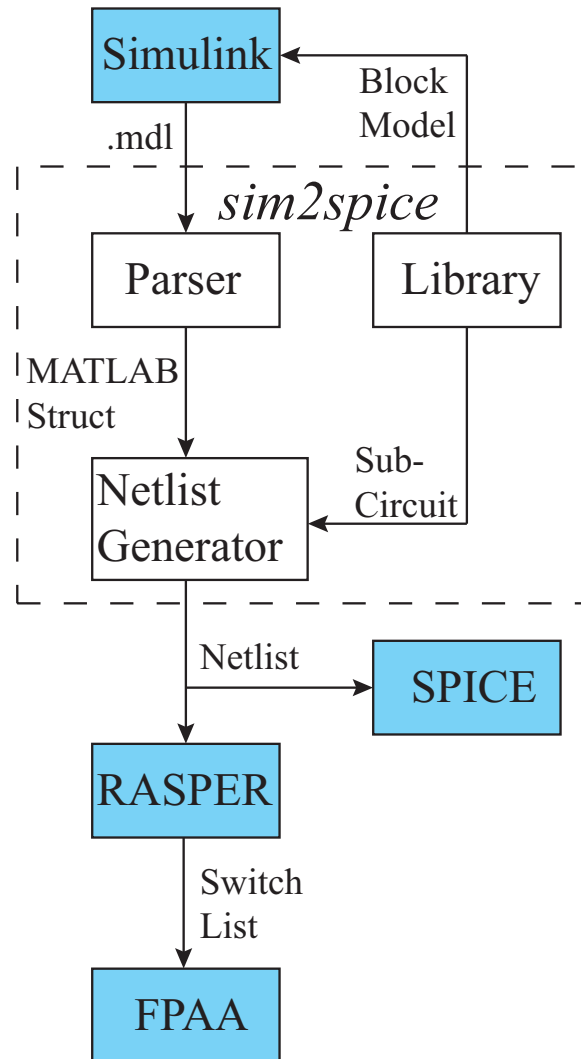 Simulink
Block
Model
.mdl
sim2spice
Parser
Library
MATLAB
Struct
Sub-
Circuit
Netlist
Generator
Netlist
SPICE
RASPER
Switch
List
FPAA